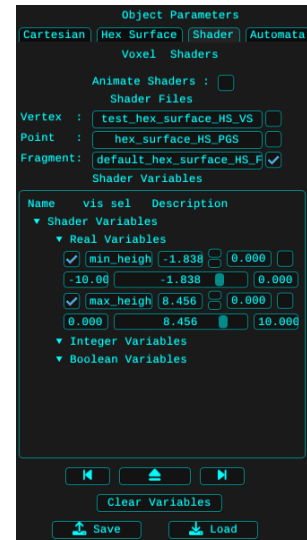 Object Parameters
Cartesian Hex Surface Shader Automata
Voxel Shaders
Animate Shaders :
Shader Files
Vertex : test_hex_surface_HS_VS
Point : hex_surface_HS_PGS
Fragment: default_hex_surface_HS_F
Shader Variables
Name vis sel Description
Shader Variables
Real Variables
min_heigh -1.838 0.000
-10.00 -1.838 0.000
max_heigh 8.456 0.000
0.000 8.456 10.000
Integer Variables
Boolean Variables
Clear Variables
Save Load